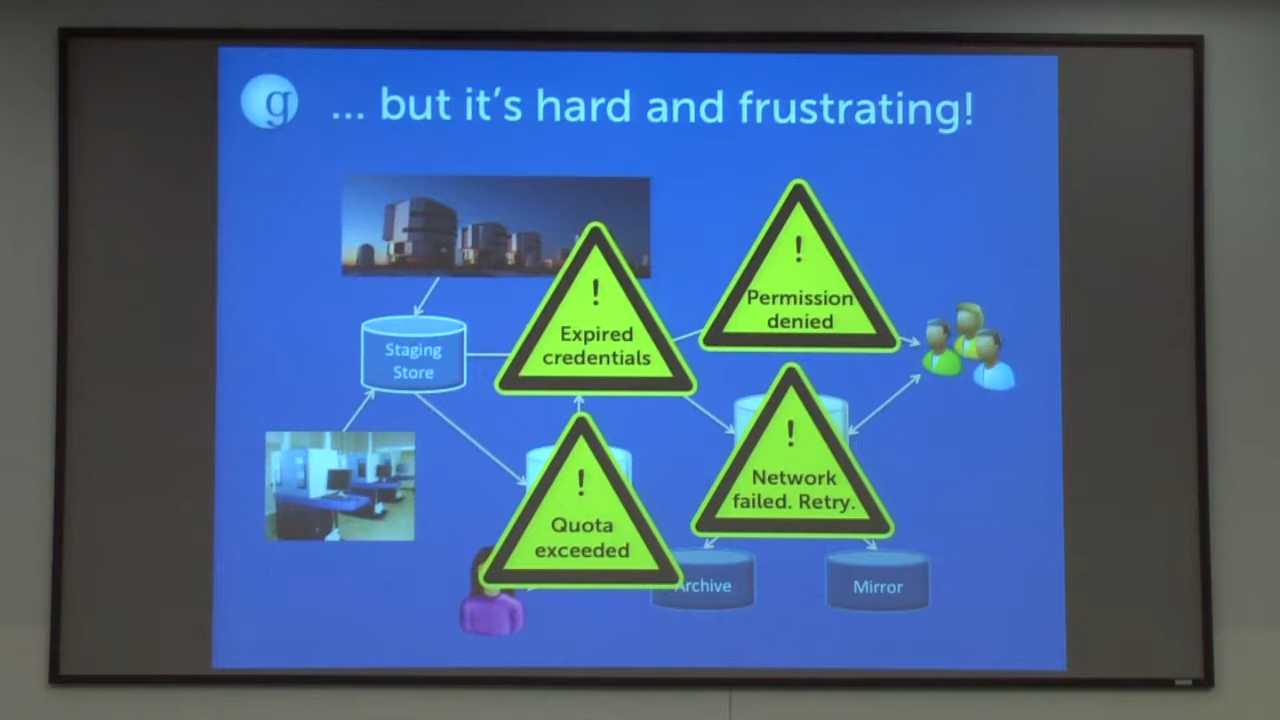 g
... but it's hard and frustrating!
!
Permission
denied
!
Expired
credentials
Staging
Store
!
Network
failed. Retry.
!
Quota
exceeded
Archive
Mirror